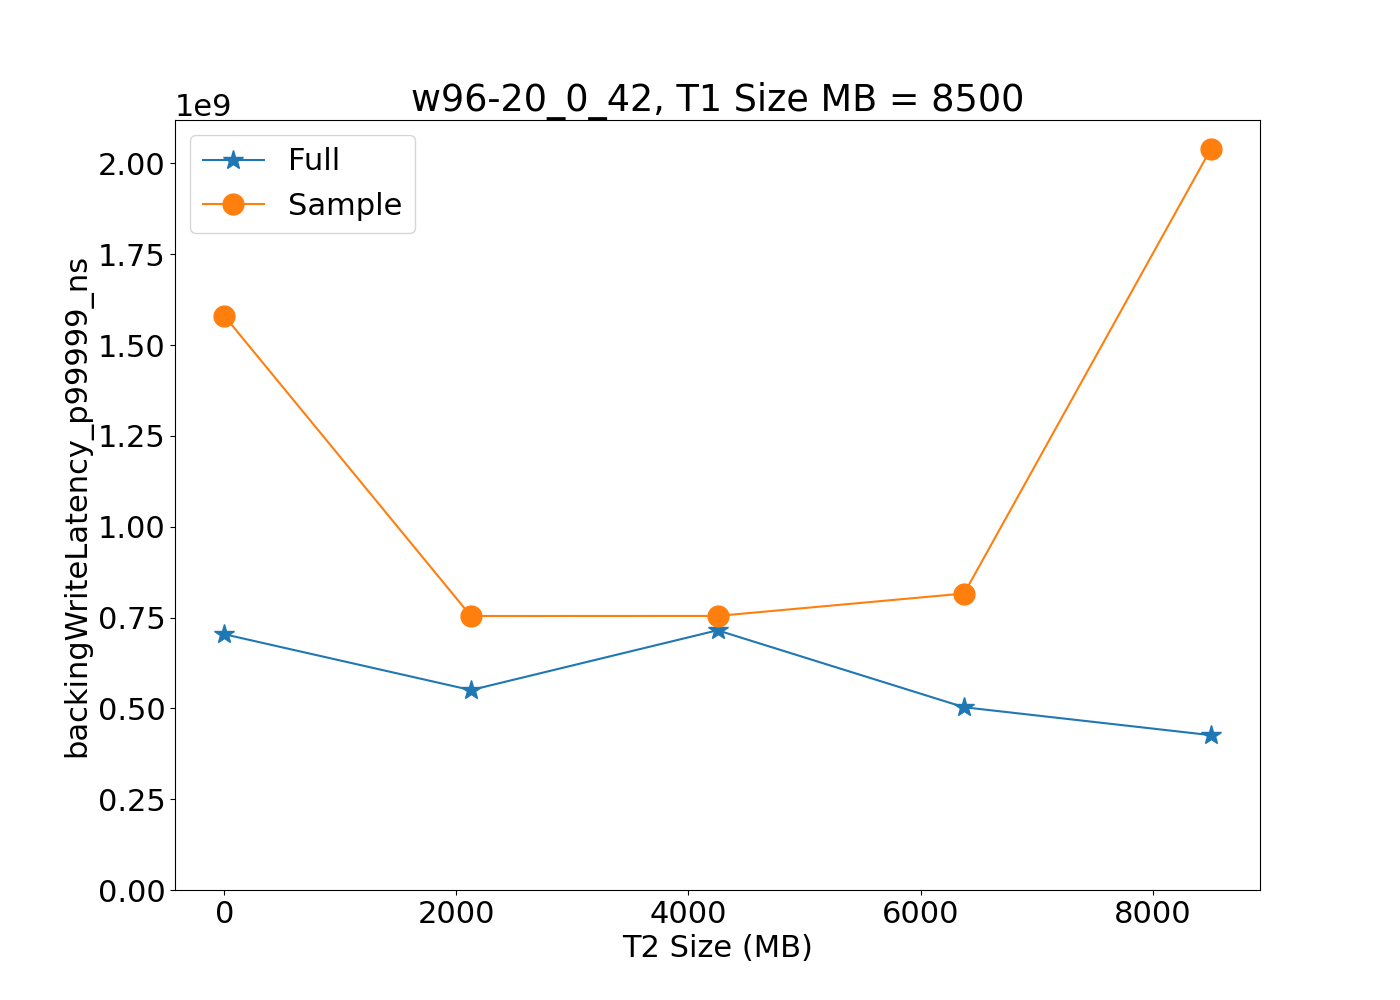 w96-20_0_42, T1 Size MB = 8500
1e9
Full
Sample
2.00
1.75
1.50
1.25
1.00
0.75
0.50
0.25
0.00
backingWriteLatency_p99999_ns
0 2000 4000 6000 8000
T2 Size (MB)